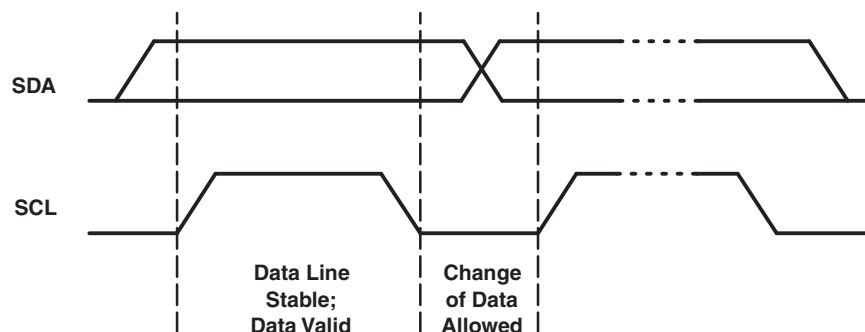 SDA
SCL
Data Line
Stable;
Data Valid
Change
of Data
Allowed